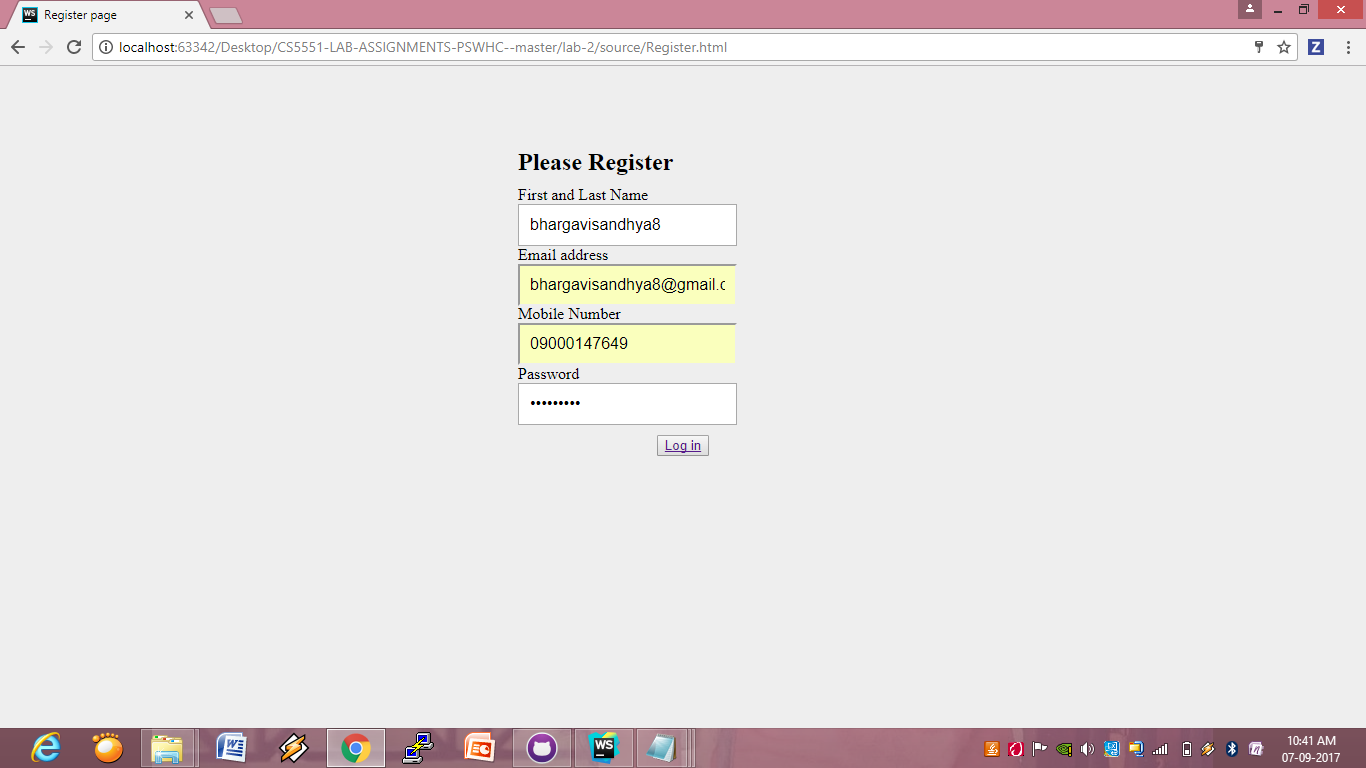 Register page
localhost:63342/Desktop/CS5551-LAB-ASSIGNMENTS-PSWHC--master/lab-2/source/Register.html
Please Register
First and Last Name
bhargavisandhya8
Email address
bhargavisandhya8@gmail.c
Mobile Number
09000147649
Password
Log in
10:41 AM
07-09-2017